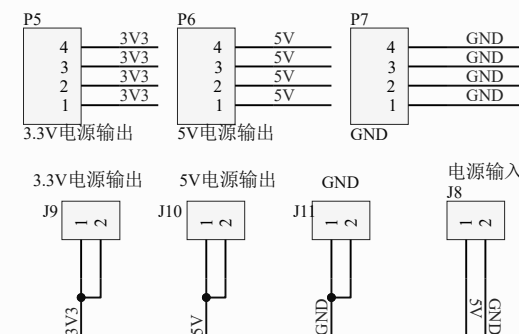 P5 P6 P7
4 3V3 4 5V 4 GND
3 3V3 3 5V 3 GND
2 3V3 2 5V 2 GND
1 3V3 1 5V 1 GND
3.3V电源输出 5V电源输出 GND
3.3V电源输出 5V电源输出 GND 电源输入
J9 J10 J11 J8
1 2 1 2 1 2 1 2
3V3 5V GND 5V GND